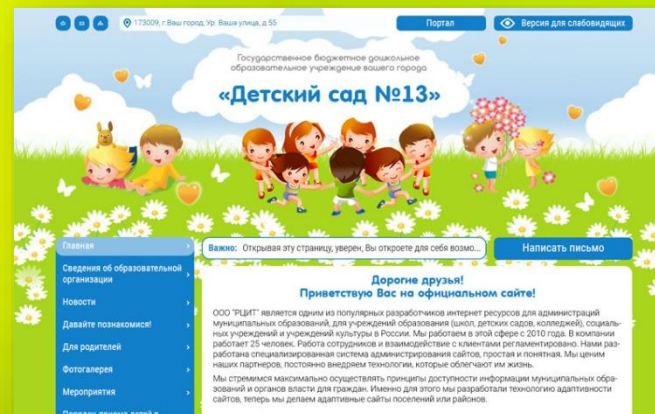 173009, г.Ваш город, Ур. Ваша улица, д.55
Портал
Версия для слабовидящих
Государственное бюджетное дошкольное
образовательное учреждение вашего города
«Детский сад №13»
Главная
Сведения об образовательной
организации
Новости
Давайте познакомися!
Для родителей
Фотогалерея
Мероприятия
Порядок приема детей в
Важно: Открывая эту страницу, уверен, Вы откроете для себя возмо...
Написать письмо
Дорогие друзья!
Приветствую Вас на официальном сайте!
ООО "РЦИТ" является одним из популярных разработчиков интернет ресурсов для администраций
муниципальных образований, для учреждений образования (школ, детских садов, колледжей), социаль-
ных учреждений и учреждений культуры в России. Мы работаем в этой сфере с 2010 года. В компании
работает 25 человек. Работа сотрудников и взаимодействие с клиентами регламентировано. Нами раз-
работана специализированная система администрирования сайтов, простая и понятная. Мы ценим
наших партнеров, постоянно внедряем технологии, которые облегчают им жизнь.
Мы стремимся максимально осуществлять принципы доступности информации муниципальных обра-
зований и органов власти для граждан. Именно для этого мы разработали технологию адаптивности
сайтов, теперь мы делаем адаптивные сайты поселений или районов.